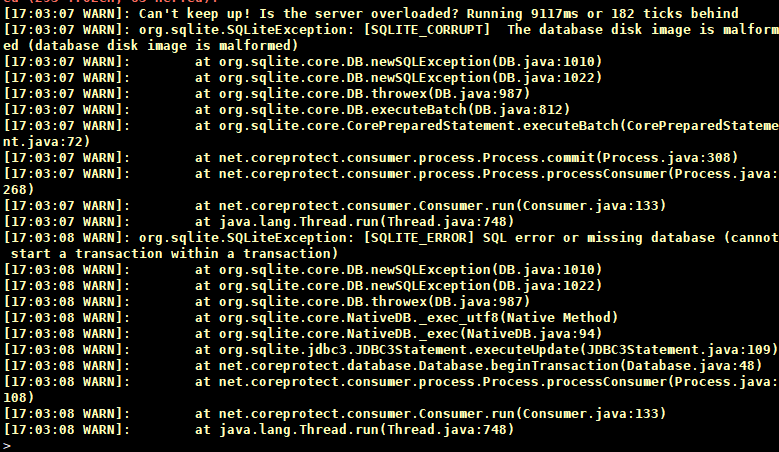 [17:03:07 WARN]: Can't keep up! Is the server overloaded? Running 9117ms or 182 ticks behind
[17:03:07 WARN]: org.sqlite.SQLiteException: [SQLITE_CORRUPT]  The database disk image is malform
ed (database disk image is malformed)
[17:03:07 WARN]:        at org.sqlite.core.DB.newSQLException(DB.java:1010)
[17:03:07 WARN]:        at org.sqlite.core.DB.newSQLException(DB.java:1022)
[17:03:07 WARN]:        at org.sqlite.core.DB.throwex(DB.java:987)
[17:03:07 WARN]:        at org.sqlite.core.DB.executeBatch(DB.java:812)
[17:03:07 WARN]:        at org.sqlite.core.CorePreparedStatement.executeBatch(CorePreparedStateme
nt.java:72)
[17:03:07 WARN]:        at net.coreprotect.consumer.process.Process.commit(Process.java:308)
[17:03:07 WARN]:        at net.coreprotect.consumer.process.Process.processConsumer(Process.java:
268)
[17:03:07 WARN]:        at net.coreprotect.consumer.Consumer.run(Consumer.java:133)
[17:03:07 WARN]:        at java.lang.Thread.run(Thread.java:748)
[17:03:08 WARN]: org.sqlite.SQLiteException: [SQLITE_ERROR] SQL error or missing database (cannot
 start a transaction within a transaction)
[17:03:08 WARN]:        at org.sqlite.core.DB.newSQLException(DB.java:1010)
[17:03:08 WARN]:        at org.sqlite.core.DB.newSQLException(DB.java:1022)
[17:03:08 WARN]:        at org.sqlite.core.DB.throwex(DB.java:987)
[17:03:08 WARN]:        at org.sqlite.core.NativeDB._exec_utf8(Native Method)
[17:03:08 WARN]:        at org.sqlite.core.NativeDB._exec(NativeDB.java:94)
[17:03:08 WARN]:        at org.sqlite.jdbc3.JDBC3Statement.executeUpdate(JDBC3Statement.java:109)
[17:03:08 WARN]:        at net.coreprotect.database.Database.beginTransaction(Database.java:48)
[17:03:08 WARN]:        at net.coreprotect.consumer.process.Process.processConsumer(Process.java:
108)
[17:03:08 WARN]:        at net.coreprotect.consumer.Consumer.run(Consumer.java:133)
[17:03:08 WARN]:        at java.lang.Thread.run(Thread.java:748)
>